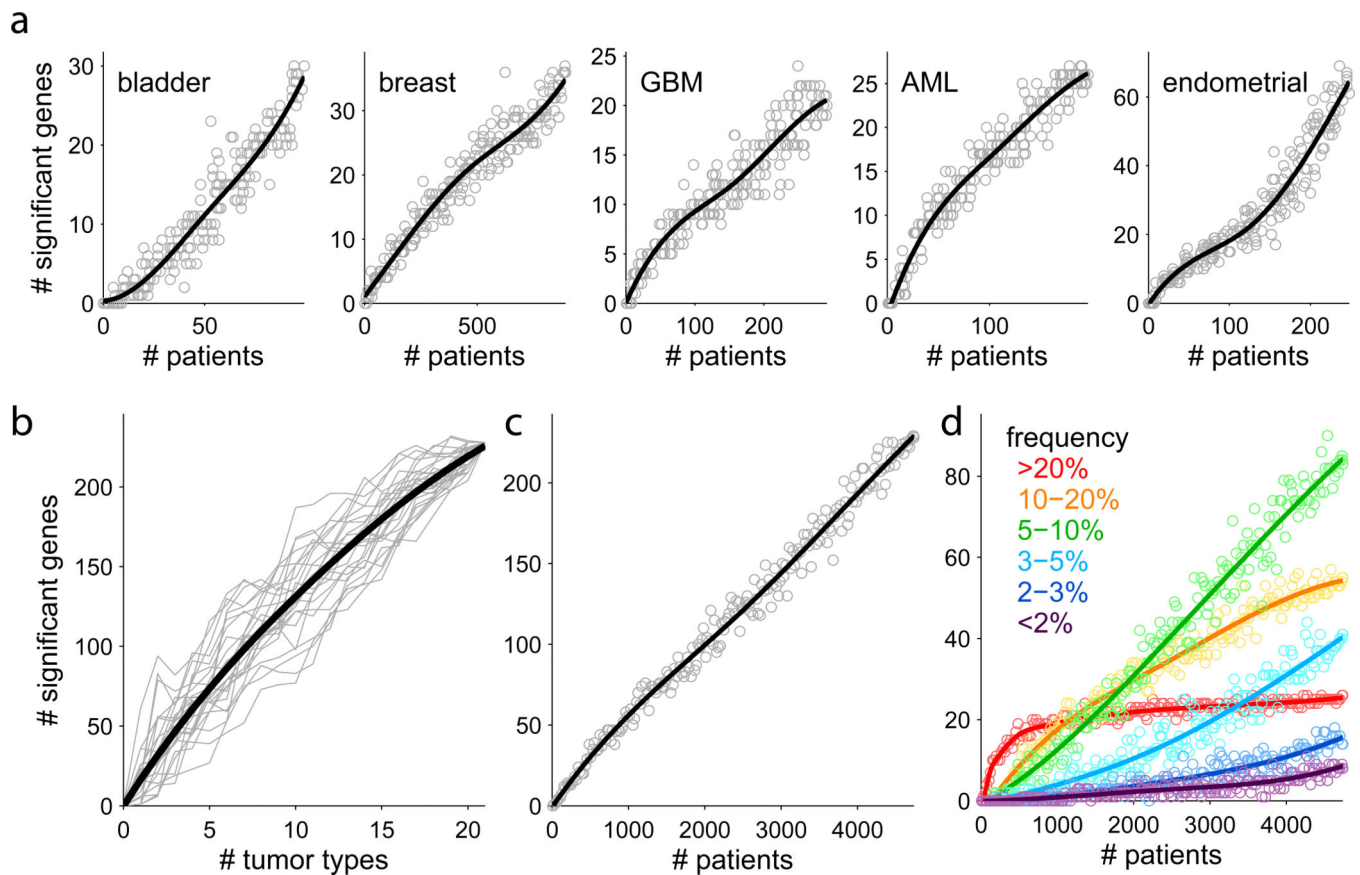 a
bladder breast GBM AML endometrial
# significant genes
30
20
10
0
50
# patients
30
20
10
0
0 500
# patients
25
20
15
10
5
0
0 100 200
# patients
25
20
15
10
5
0
100
# patients
60
40
20
0
0 100 200
# patients
b
# significant genes
200
150
100
50
0
0 5 10 15 20
# tumor types
c
200
150
100
50
0
1000 2000 3000 4000
# patients
d
frequency
>20%
10−20%
5−10%
3−5%
2−3%
<2%
80
60
40
20
0
0 1000 2000 3000 4000
# patients